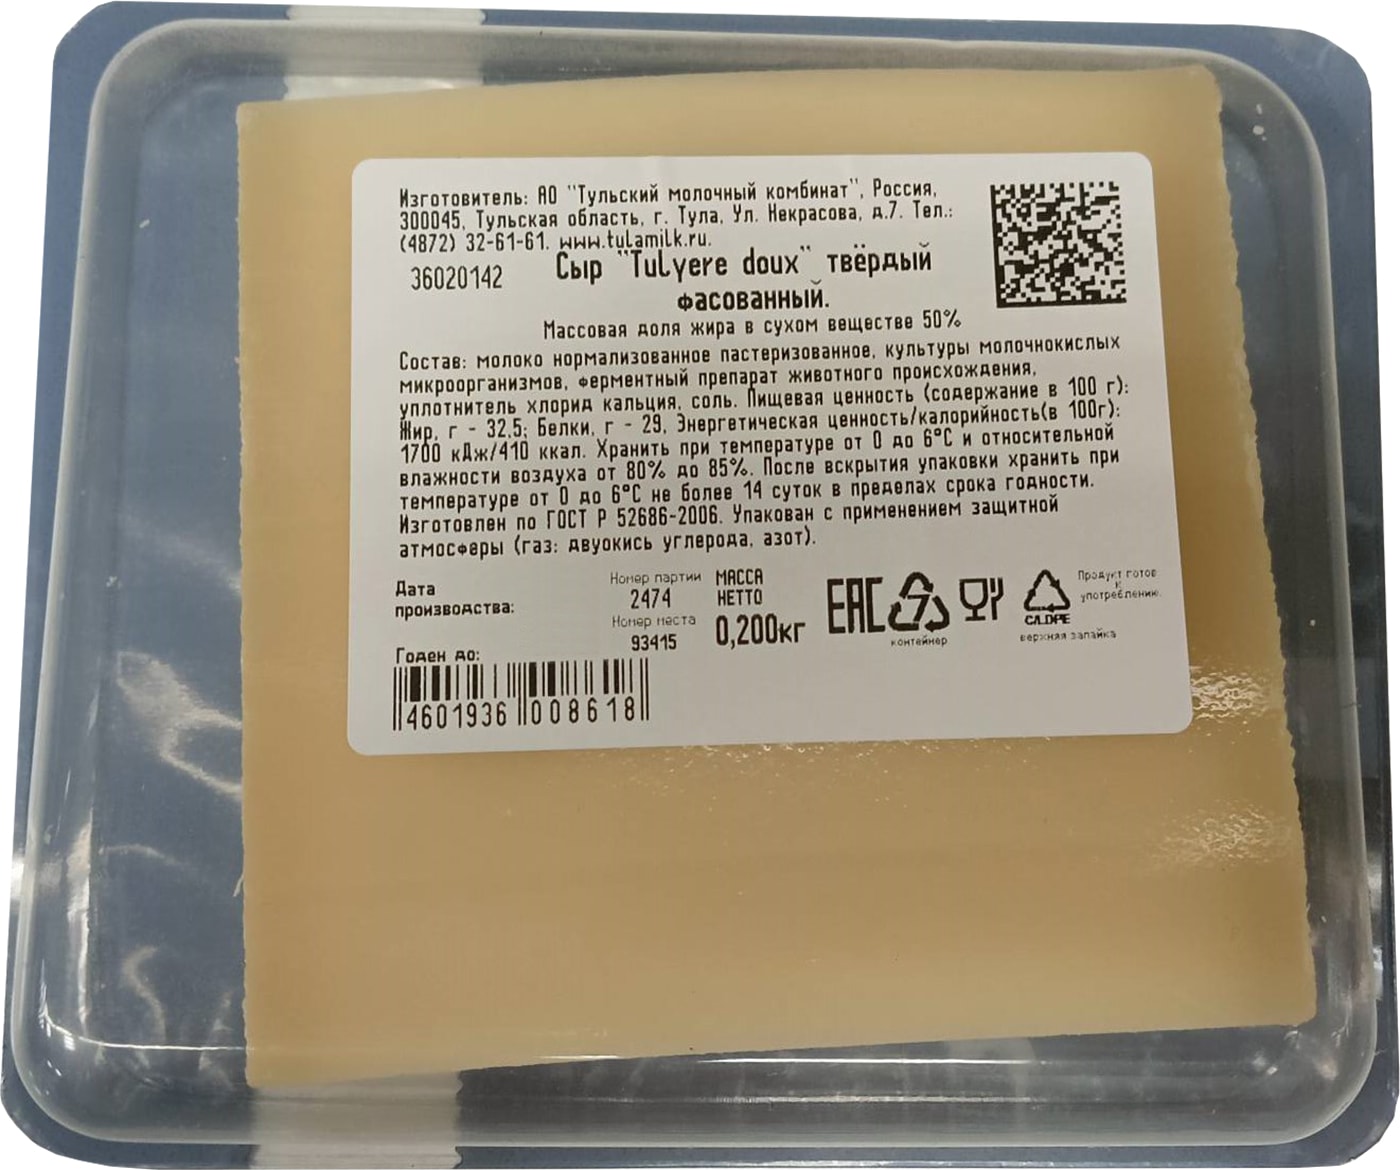 Изготовитель: АО "Тульский молочный комбинат", Россия,
300045, Тульская область, г. Тула, Ул. Некрасова, д.7. Тел.:
(4872) 32-61-61. www.tulamilk.ru.
36020142
Сыр "Tulyere doux" твёрдый
фасованный.
Массовая доля жира в сухом веществе 50%
Состав: молоко нормализованное пастеризованное, культуры молочнокислых
микроорганизмов, ферментный препарат животного происхождения,
уплотнитель хлорид кальция, соль. Пищевая ценность (содержание в 100 г):
Жир, г - 32,5; Белки, г - 29, Энергетическая ценность/калорийность(в 100г):
1700 кДж/410 ккал. Хранить при температуре от 0 до 6°С и относительной
влажности воздуха от 80% до 85%. После вскрытия упаковки хранить при
температуре от 0 до 6°С не более 14 суток в пределах срока годности.
Изготовлен по ГОСТ Р 52686-2006. Упакован с применением защитной
атмосферы (газ: двуокись углерода, азот).
Дата
производства:
Годен до:
Номер партии
2474
Номер места
93415
МАССА
НЕТТО
0,200кг
EAC
7
контейнер
C/LDPE
верхняя запайка
Продукт готов
к
употреблению.
4601936 008618